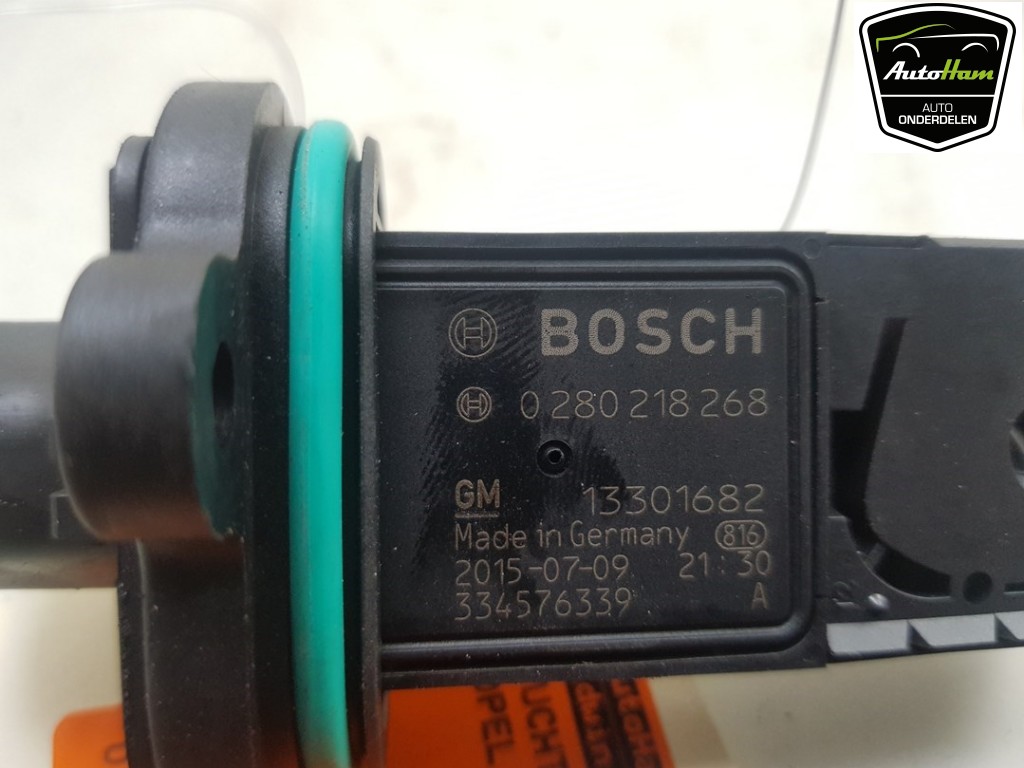 AutoHam
AUTO
ONDERDELEN
BOSCH
0 280 218 268
GM 13301682
Made in Germany 816
2015-07-09 21:30
334576339 A
OPEL